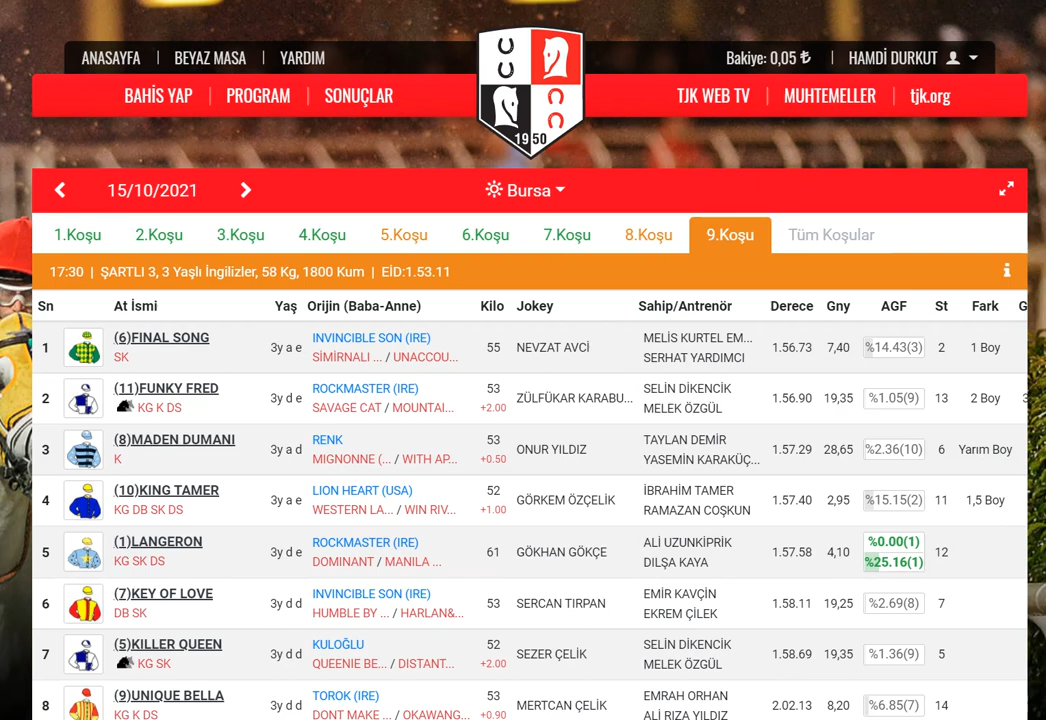 ANASAYFA | BEYAZ MASA | YARDIM
Bakiye: 0,05 ₺ | HAMDİ DURKUT
BAHİS YAP | PROGRAM | SONUÇLAR
TJK WEB TV | MUHTEMELLER | tjk.org
1950
15/10/2021
Bursa
1.Koşu 2.Koşu 3.Koşu 4.Koşu 5.Koşu 6.Koşu 7.Koşu 8.Koşu 9.Koşu Tüm Koşular
17:30 | ŞARTLI 3, 3 Yaşlı İngilizler, 58 Kg, 1800 Kum | EİD:1.53.11
Sn At İsmi Yaş Orijin (Baba-Anne) Kilo Jokey Sahip/Antrenör Derece Gny AGF St Fark G
1 (6)FINAL SONG 3y a e INVINCIBLE SON (IRE) 55 NEVZAT AVCİ MELİS KURTEL EM... 1.56.73 7,40 %14.43(3) 2 1 Boy
SK SİMİRNALI ... / UNACCOU... SERHAT YARDIMCI
2 (11)FUNKY FRED 3y d e ROCKMASTER (IRE) 53 ZÜLFÜKAR KARABU... SELİN DİKENCİK 1.56.90 19,35 %1.05(9) 13 2 Boy
KG K DS SAVAGE CAT / MOUNTAI... +2.00 MELEK ÖZGÜL
3 (8)MADEN DUMANI 3y a d RENK 53 ONUR YILDIZ TAYLAN DEMİR 1.57.29 28,65 %2.36(10) 6 Yarım Boy
K MIGNONNE (... / WITH AP... +0.50 YASEMİN KARAKÜÇ...
4 (10)KING TAMER 3y a e LION HEART (USA) 52 GÖRKEM ÖZÇELİK İBRAHİM TAMER 1.57.40 2,95 %15.15(2) 11 1,5 Boy
KG DB SK DS WESTERN LA... / WIN RIV... +1.00 RAMAZAN COŞKUN
5 (1)LANGERON 3y d e ROCKMASTER (IRE) 61 GÖKHAN GÖKÇE ALİ UZUNKİPRİK 1.57.58 4,10 %0.00(1) 12
KG SK DS DOMINANT / MANILA ... DILŞA KAYA %25.16(1)
6 (7)KEY OF LOVE 3y d d INVINCIBLE SON (IRE) 53 SERCAN TIRPAN EMİR KAVÇİN 1.58.11 19,25 %2.69(8) 7
DB SK HUMBLE BY ... / HARLAN&... EKREM ÇİLEK
7 (5)KILLER QUEEN 3y d d KULOĞLU 52 SEZER ÇELİK SELİN DİKENCİK 1.58.69 19,35 %1.36(9) 5
KG SK QUEENIE BE... / DISTANT... +2.00 MELEK ÖZGÜL
8 (9)UNIQUE BELLA 3y d d TOROK (IRE) 53 MERTCAN ÇELİK EMRAH ORHAN 2.02.13 8,20 %6.85(7) 14
KG K DS DONT MAKE ... / OKAWANG... +0.90 ALİ RIZA YILDIZ